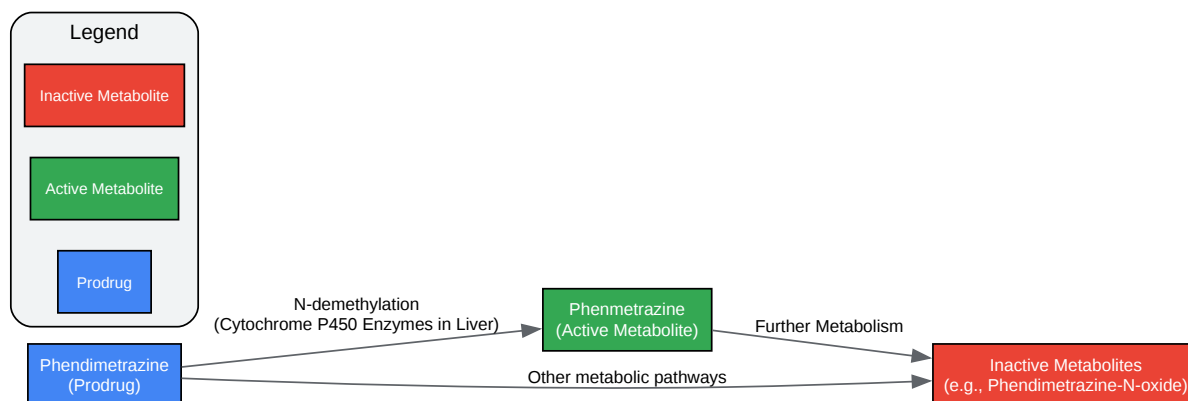 Legend
Inactive Metabolite
Active Metabolite
Prodrug
N-demethylation
(Cytochrome P450 Enzymes in Liver)
Phenmetrazine
(Active Metabolite)
Further Metabolism
Phendimetrazine
(Prodrug)
Other metabolic pathways
Inactive Metabolites
(e.g., Phendimetrazine-N-oxide)